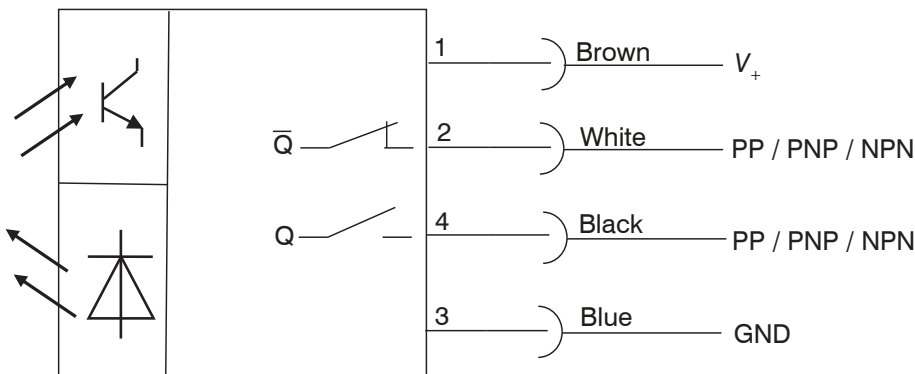 1 Brown V+
Q̅ 2 White PP / PNP / NPN
Q 4 Black PP / PNP / NPN
3 Blue GND